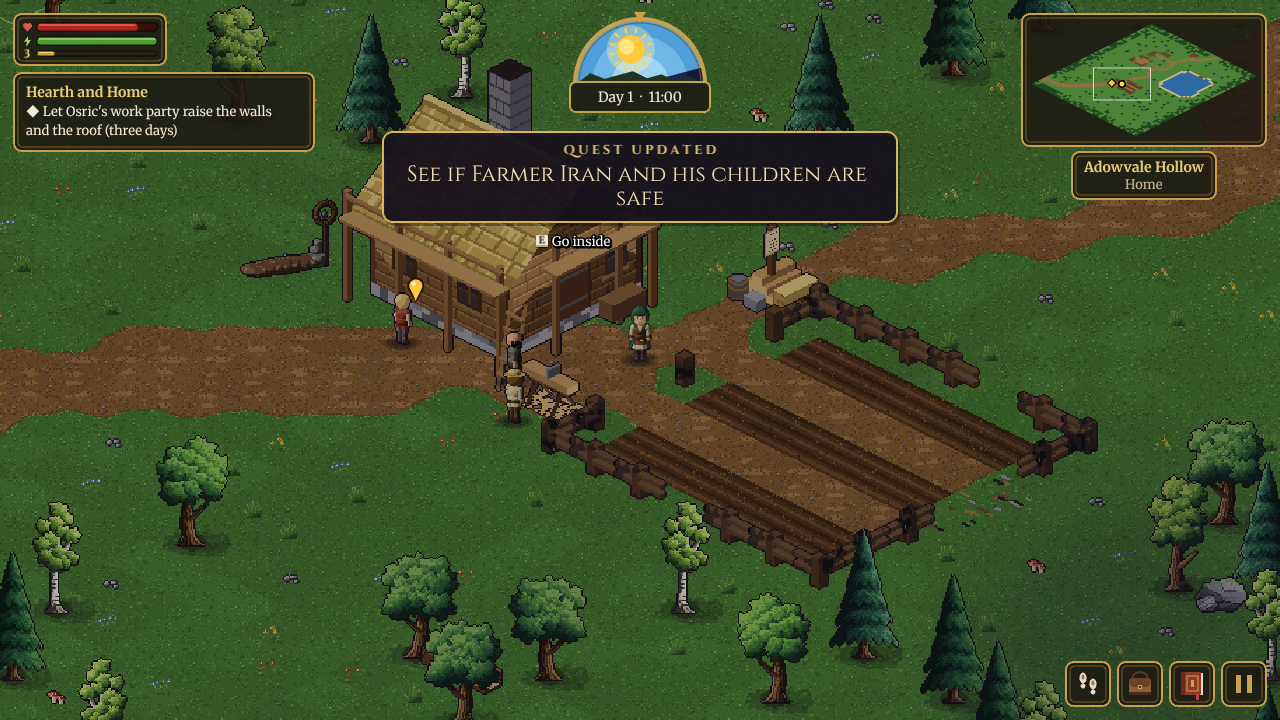 3
Hearth and Home
◆ Let Osric's work party raise the walls
and the roof (three days)
Day 1 · 11:00
QUEST UPDATED
See if Farmer Iran and his children are
safe
E Go inside
Adowvale Hollow
Home